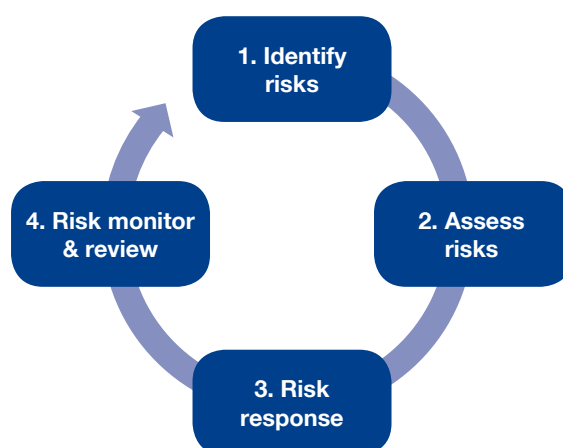 1. Identify
risks
2. Assess
risks
3. Risk
response
4. Risk monitor
& review